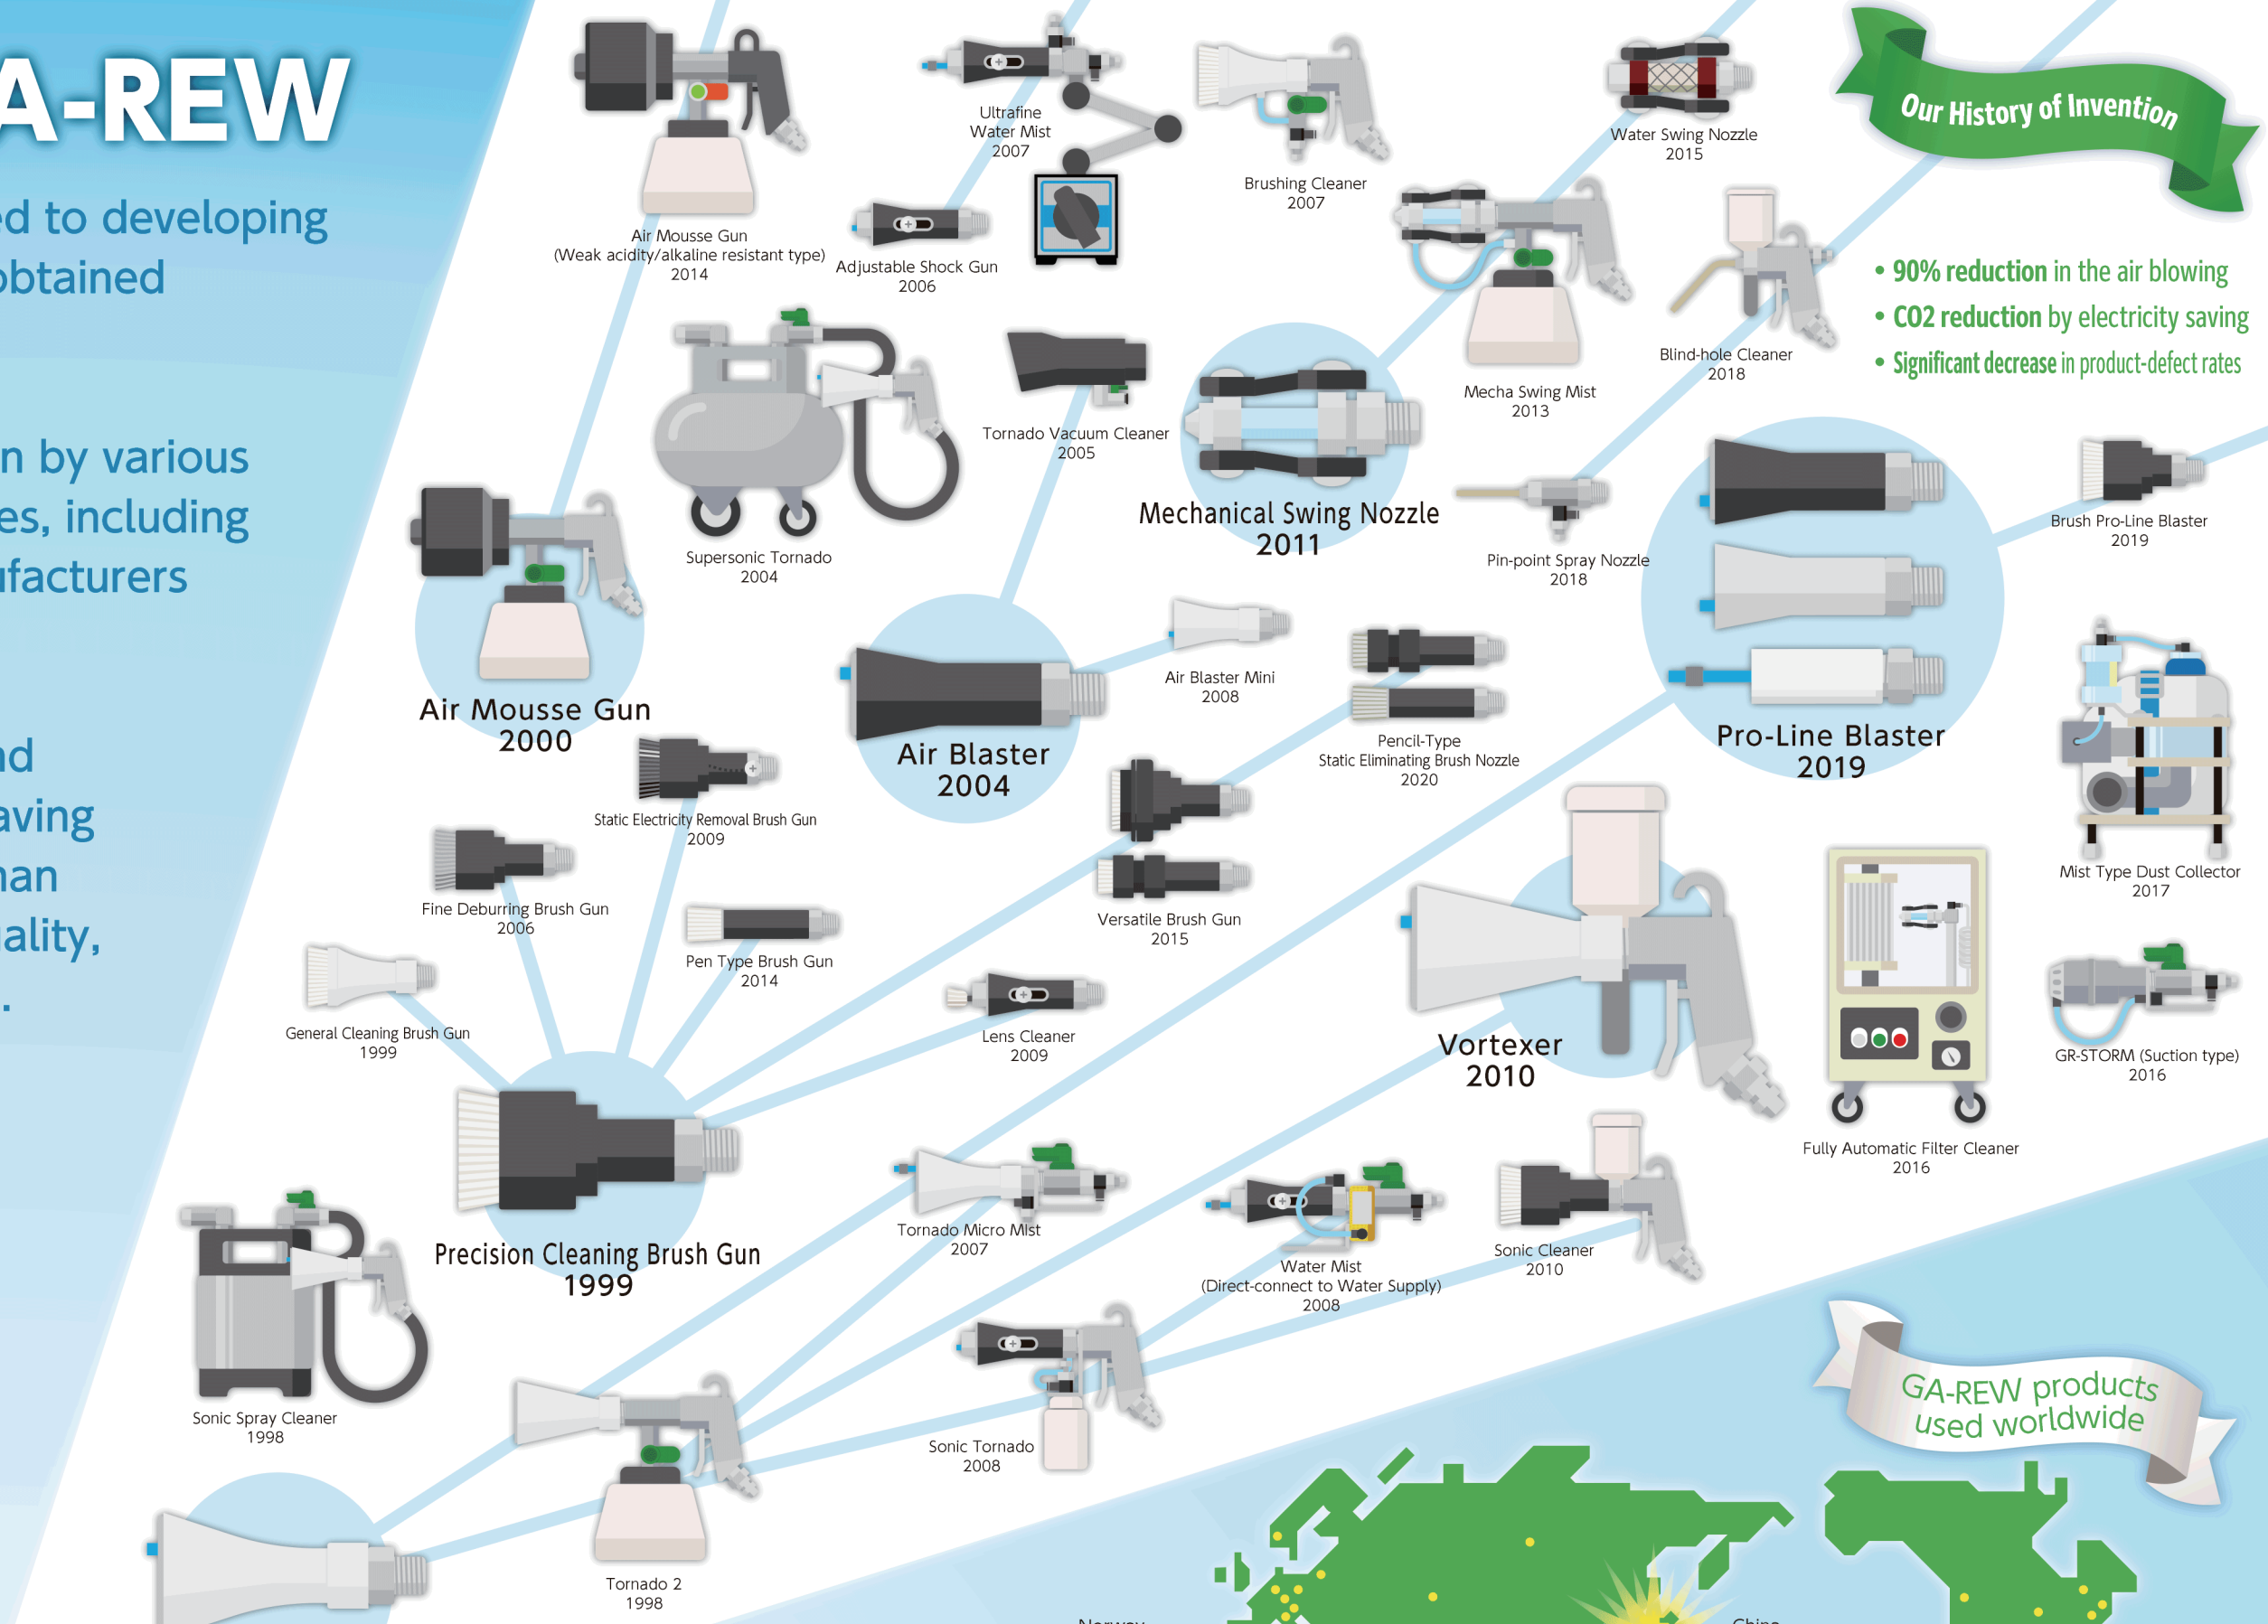 A-REW
ed to developing
obtained
n by various
es, including
ufacturers
nd
aving
han
ality,
.
Our History of Invention
• 90% reduction in the air blowing
• CO2 reduction by electricity saving
• Significant decrease in product-defect rates
Air Mousse Gun
(Weak acidity/alkaline resistant type)
2014
Ultrafine
Water Mist
2007
Adjustable Shock Gun
2006
Brushing Cleaner
2007
Water Swing Nozzle
2015
Mecha Swing Mist
2013
Blind-hole Cleaner
2018
Supersonic Tornado
2004
Tornado Vacuum Cleaner
2005
Mechanical Swing Nozzle
2011
Pin-point Spray Nozzle
2018
Brush Pro-Line Blaster
2019
Air Mousse Gun
2000
Air Blaster
2004
Air Blaster Mini
2008
Pencil-Type
Static Eliminating Brush Nozzle
2020
Pro-Line Blaster
2019
Static Electricity Removal Brush Gun
2009
Fine Deburring Brush Gun
2006
Pen Type Brush Gun
2014
Versatile Brush Gun
2015
Mist Type Dust Collector
2017
General Cleaning Brush Gun
1999
Lens Cleaner
2009
Vortexer
2010
GR-STORM (Suction type)
2016
Fully Automatic Filter Cleaner
2016
Precision Cleaning Brush Gun
1999
Tornado Micro Mist
2007
Water Mist
(Direct-connect to Water Supply)
2008
Sonic Cleaner
2010
Sonic Spray Cleaner
1998
Sonic Tornado
2008
Tornado 2
1998
GA-REW products
used worldwide
Norway
China